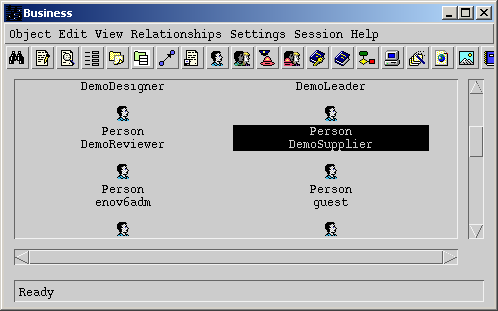 Business
Object Edit View Relationships Settings Session Help
DemoDesigner DemoLeader
Person Person
DemoReviewer DemoSupplier
Person Person
enov6adm guest
Ready